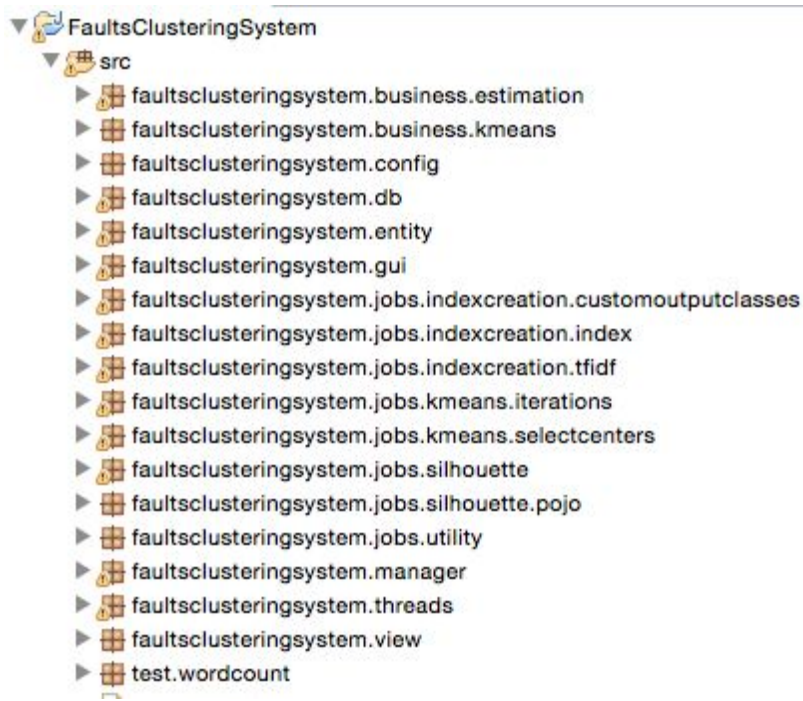 FaultsClusteringSystem
src
faultsclusteringsystem.business.estimation
faultsclusteringsystem.business.kmeans
faultsclusteringsystem.config
faultsclusteringsystem.db
faultsclusteringsystem.entity
faultsclusteringsystem.gui
faultsclusteringsystem.jobs.indexcreation.customoutputclasses
faultsclusteringsystem.jobs.indexcreation.index
faultsclusteringsystem.jobs.indexcreation.tfidf
faultsclusteringsystem.jobs.kmeans.iterations
faultsclusteringsystem.jobs.kmeans.selectcenters
faultsclusteringsystem.jobs.silhouette
faultsclusteringsystem.jobs.silhouette.pojo
faultsclusteringsystem.jobs.utility
faultsclusteringsystem.manager
faultsclusteringsystem.threads
faultsclusteringsystem.view
test.wordcount